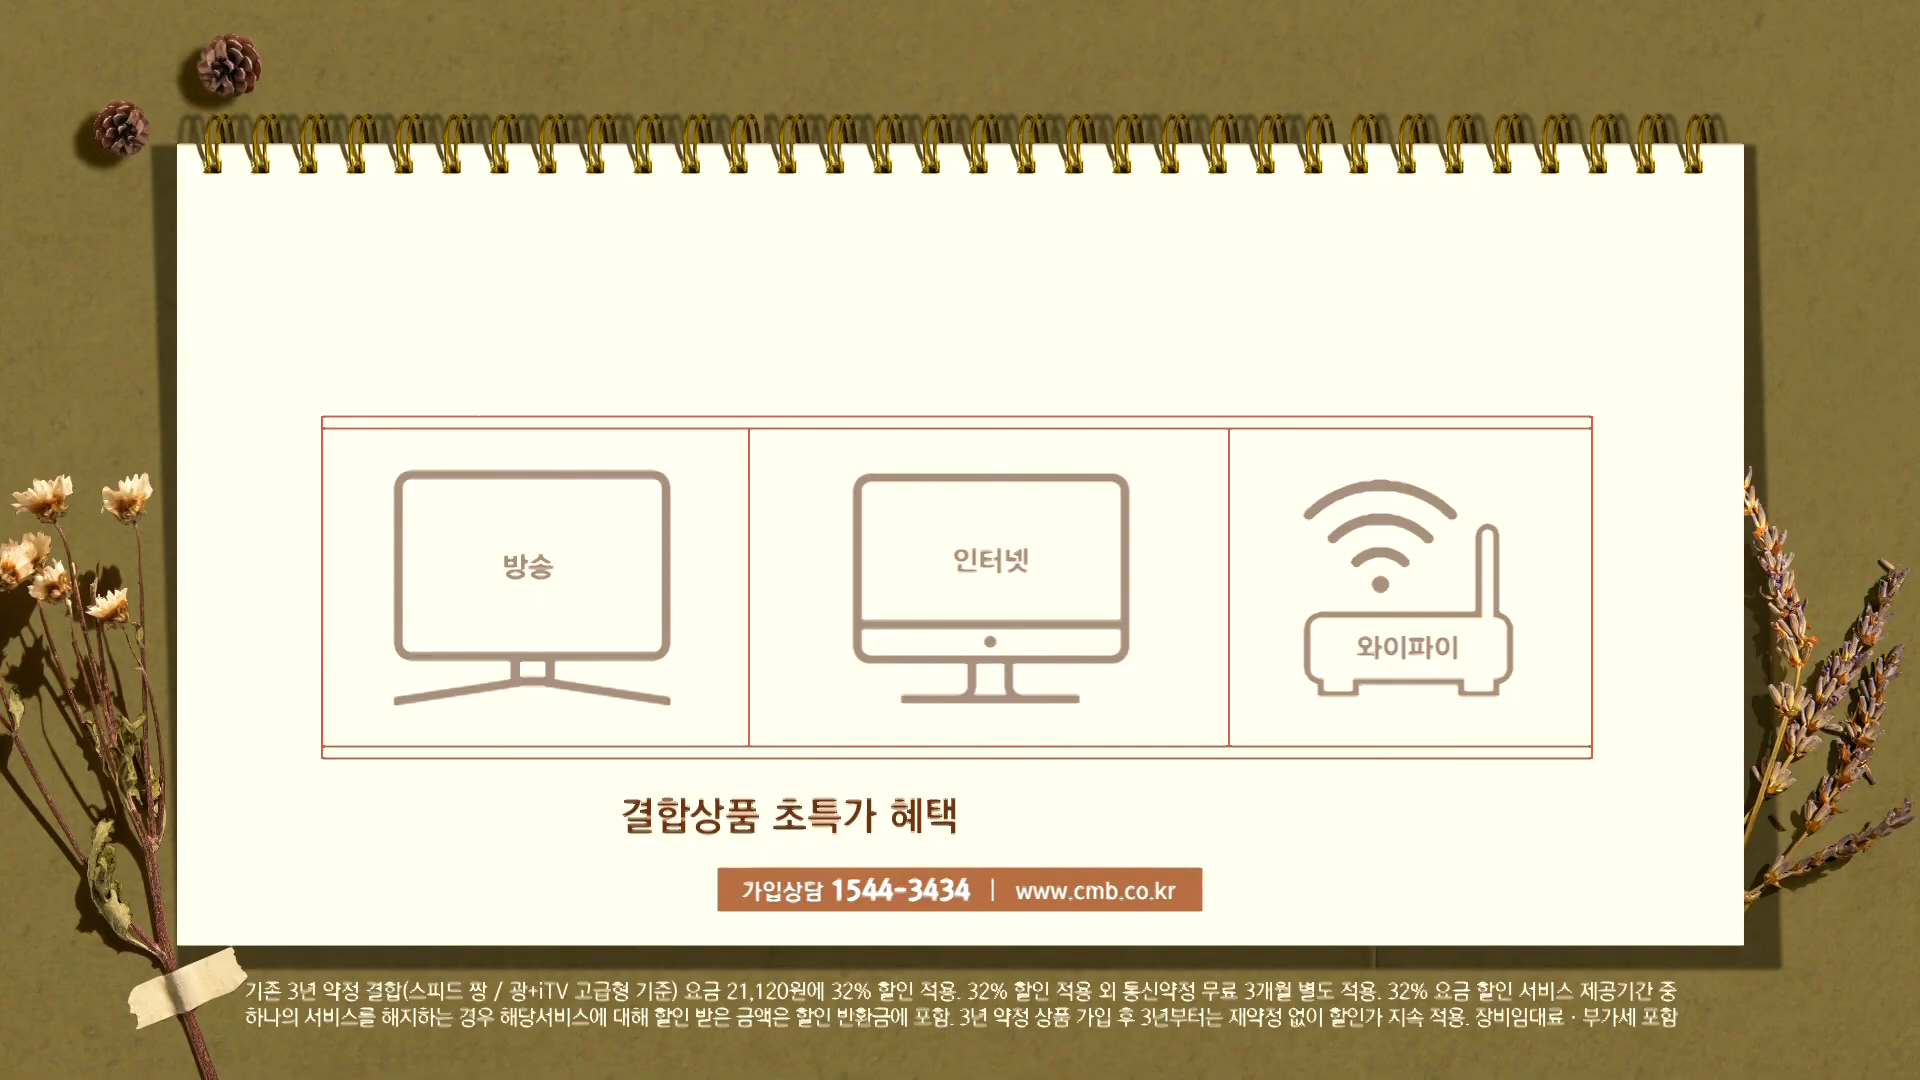 방송
인터넷
와이파이
결합상품 초특가 혜택
가입상담 1544-3434 | www.cmb.co.kr
기존 3년 약정 결합(스피드 짱 / 광+iTV 고급형 기준) 요금 21,120원에 32% 할인 적용. 32% 할인 적용 외 통신약정 무료 3개월 별도 적용. 32% 요금 할인 서비스 제공기간 중
하나의 서비스를 해지하는 경우 해당서비스에 대해 할인 받은 금액은 할인 반환금에 포함. 3년 약정 상품 가입 후 3년부터는 재약정 없이 할인가 지속 적용. 장비임대료 · 부가세 포함